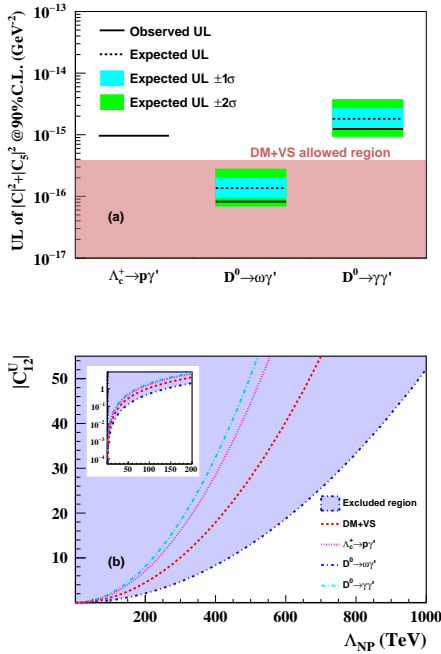 UL of |C|²+|C₅|² @90%C.L. (GeV⁻²)
10⁻¹³
10⁻¹⁴
10⁻¹⁵
10⁻¹⁶
10⁻¹⁷
Observed UL
Expected UL
Expected UL ±1σ
Expected UL ±2σ
DM+VS allowed region
(a)
Λc⁺→pγ'
D⁰→ωγ'
D⁰→γγ'
|C₁₂ᵁ|
50
40
30
20
10
1
10⁻¹
10⁻²
10⁻³
10⁻⁴
50 100 150 200
Excluded region
DM+VS
Λc⁺→pγ'
D⁰→ωγ'
D⁰→γγ'
(b)
200 400 600 800 1000
Λ_NP (TeV)